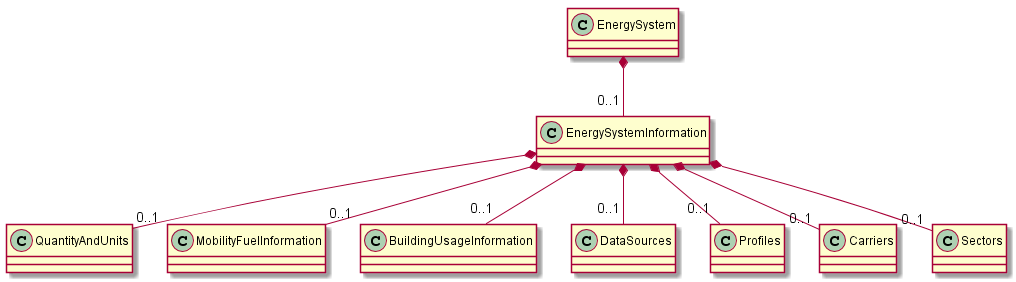 C EnergySystem
0..1
C EnergySystemInformation
0..1 0..1 0..1 0..1 0..1 0..1 0..1
C QuantityAndUnits C MobilityFuelInformation C BuildingUsageInformation C DataSources C Profiles C Carriers C Sectors